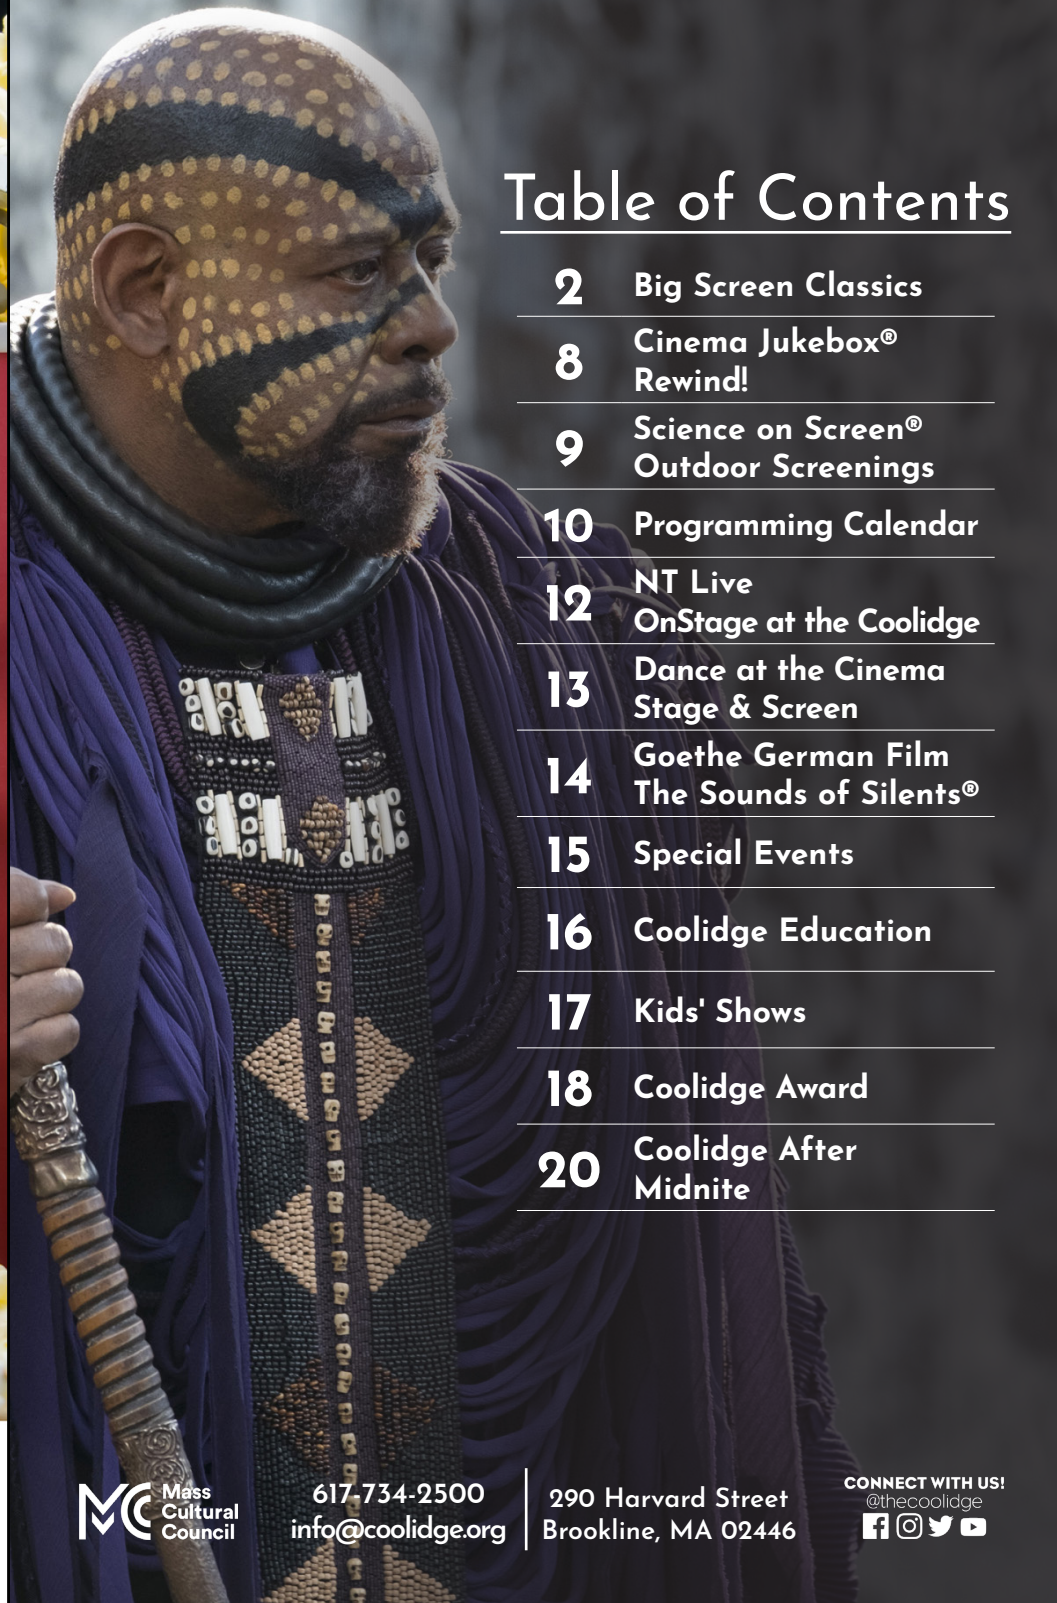 Table of Contents
2 Big Screen Classics
8 Cinema Jukebox®
Rewind!
9 Science on Screen®
Outdoor Screenings
10 Programming Calendar
12 NT Live
OnStage at the Coolidge
13 Dance at the Cinema
Stage & Screen
14 Goethe German Film
The Sounds of Silents®
15 Special Events
16 Coolidge Education
17 Kids' Shows
18 Coolidge Award
20 Coolidge After
Midnite
MCC Mass
Cultural
Council
617-734-2500
info@coolidge.org
290 Harvard Street
Brookline, MA 02446
CONNECT WITH US!
@thecoolidge